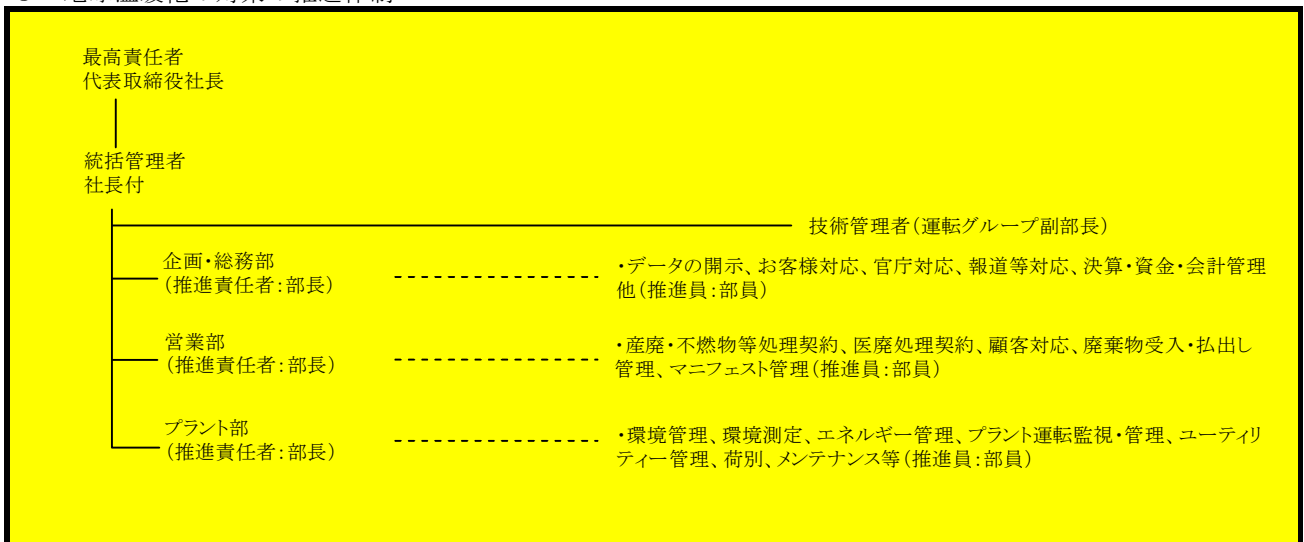 最高責任者
代表取締役社長
統括管理者
社長付
技術管理者(運転グループ副部長)
企画・総務部
(推進責任者:部長)
・データの開示、お客様対応、官庁対応、報道等対応、決算・資金・会計管理
他(推進員:部員)
営業部
(推進責任者:部長)
・産廃・不燃物等処理契約、医廃処理契約、顧客対応、廃棄物受入・払出し
管理、マニフェスト管理(推進員:部員)
プラント部
(推進責任者:部長)
・環境管理、環境測定、エネルギー管理、プラント運転監視・管理、ユーティリ
ティー管理、荷別、メンテナンス等(推進員:部員)